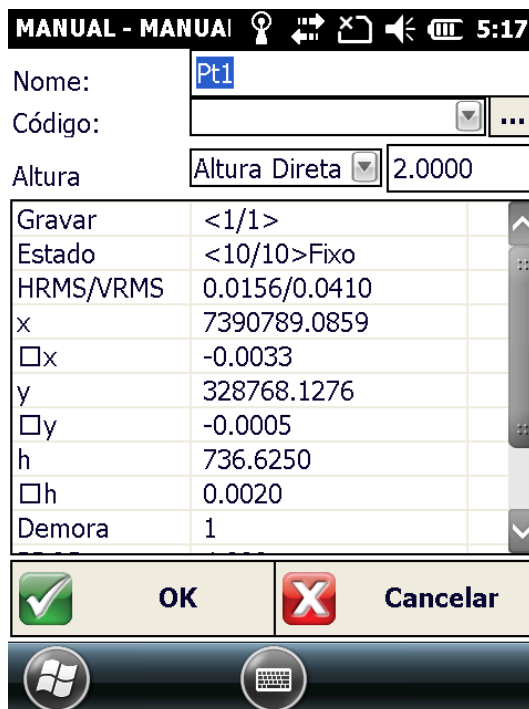 MANUAL - MANUAI 5:17
Nome: Pt1
Código: ...
Altura Altura Direta 2.0000
Gravar <1/1>
Estado <10/10>Fixo
HRMS/VRMS 0.0156/0.0410
x 7390789.0859
□x -0.0033
y 328768.1276
□y -0.0005
h 736.6250
□h 0.0020
Demora 1
OK Cancelar